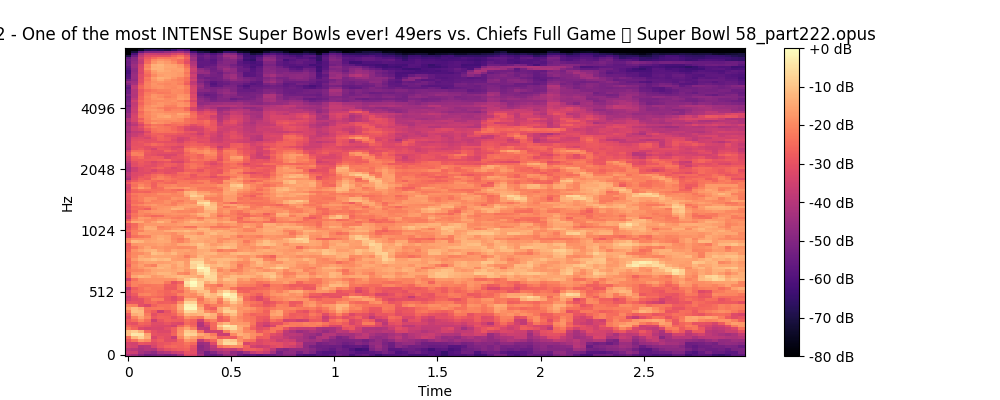 2 - One of the most INTENSE Super Bowls ever! 49ers vs. Chiefs Full Game Super Bowl 58_part222.opus
+0 dB
-10 dB
-20 dB
-30 dB
-40 dB
-50 dB
-60 dB
-70 dB
-80 dB
4096
2048
1024
512
0
Hz
0
0.5
1
1.5
2
2.5
Time